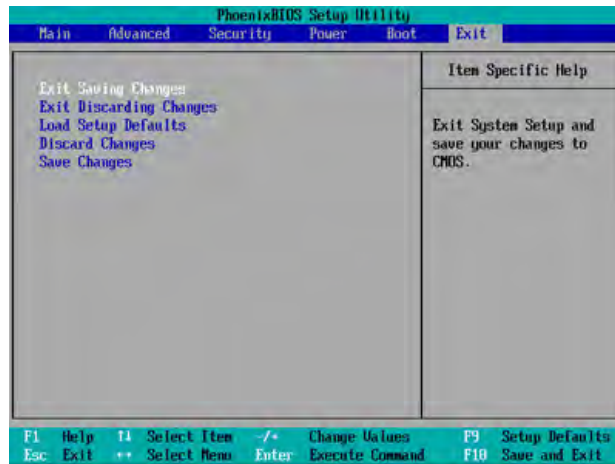 PhoenixBIOS Setup Utility
Main Advanced Security Power Boot Exit
Item Specific Help
Exit Saving Changes
Exit Discarding Changes
Load Setup Defaults
Discard Changes
Save Changes
Exit System Setup and
save your changes to
CMOS.
F1 Help ↑↓ Select Item -/+ Change Values F9 Setup Defaults
Esc Exit ↔ Select Menu Enter Execute Command F10 Save and Exit